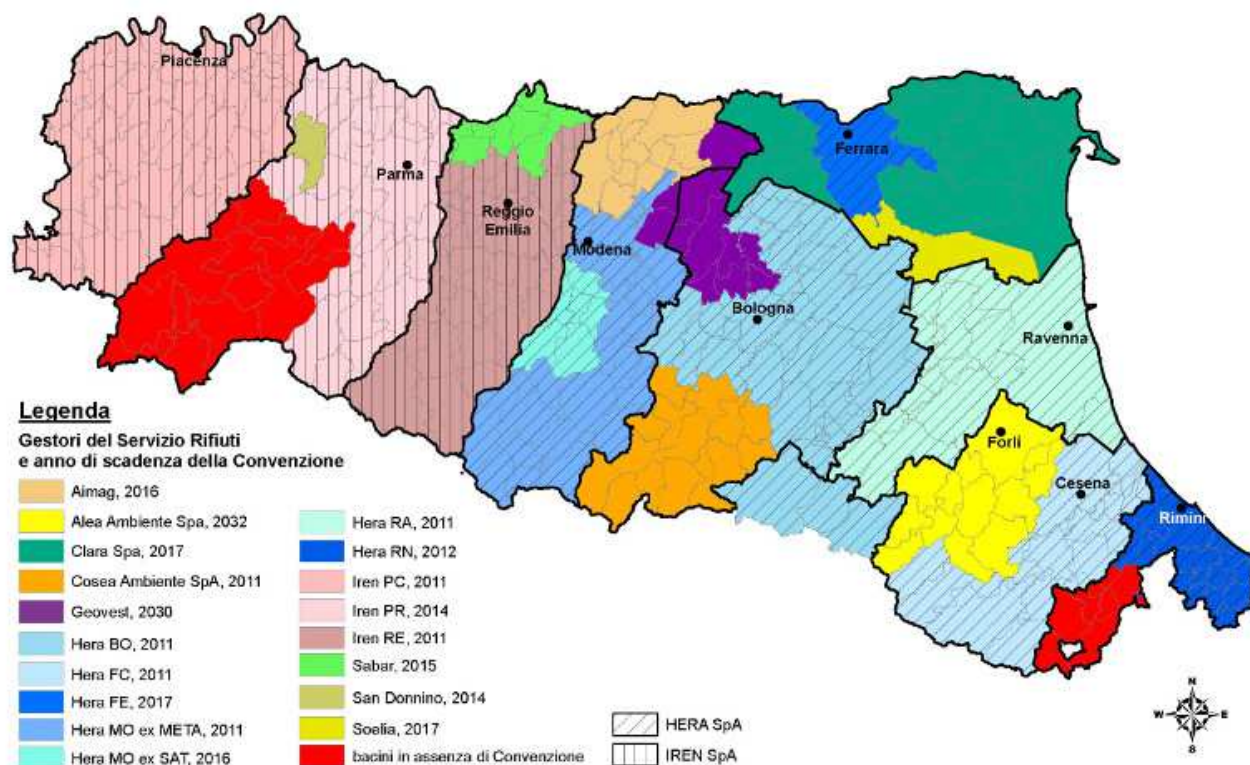 Piacenza
Parma
Reggio
Emilia
Modena
Ferrara
Bologna
Ravenna
Forlì
Cesena
Rimini
Legenda
Gestori del Servizio Rifiuti
e anno di scadenza della Convenzione
Aimag, 2016
Alea Ambiente Spa, 2032
Clara Spa, 2017
Cosea Ambiente SpA, 2011
Geovest, 2030
Hera BO, 2011
Hera FC, 2011
Hera FE, 2017
Hera MO ex META, 2011
Hera MO ex SAT, 2016
Hera RA, 2011
Hera RN, 2012
Iren PC, 2011
Iren PR, 2014
Iren RE, 2011
Sabar, 2015
San Donnino, 2014
Soelia, 2017
bacini in assenza di Convenzione
HERA SpA
IREN SpA
N
W
E
S